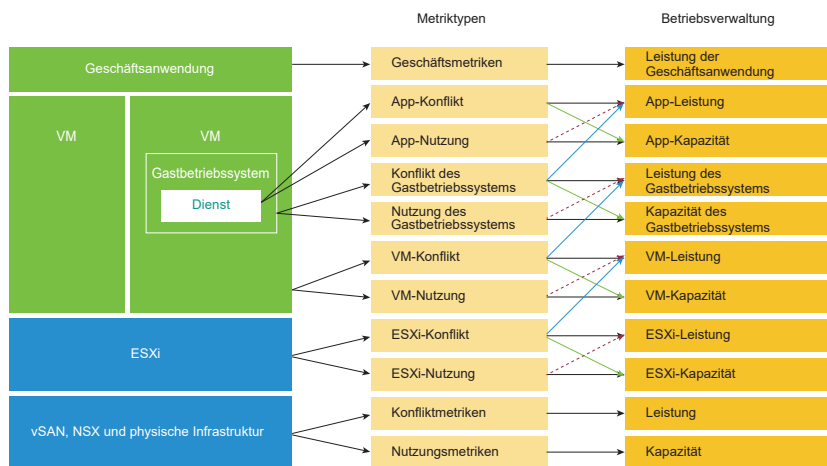 Metriktypen
Betriebsverwaltung
Geschäftsanwendung
Geschäftsmetriken
Leistung der
Geschäftsanwendung
VM
VM
Gastbetriebssystem
Dienst
App-Konflikt
App-Leistung
App-Nutzung
App-Kapazität
Konflikt des
Gastbetriebssystems
Leistung des
Gastbetriebssystems
Nutzung des
Gastbetriebssystems
Kapazität des
Gastbetriebssystems
VM-Konflikt
VM-Leistung
VM-Nutzung
VM-Kapazität
ESXi
ESXi-Konflikt
ESXi-Leistung
ESXi-Nutzung
ESXi-Kapazität
vSAN, NSX und physische Infrastruktur
Konfliktmetriken
Leistung
Nutzungsmetriken
Kapazität